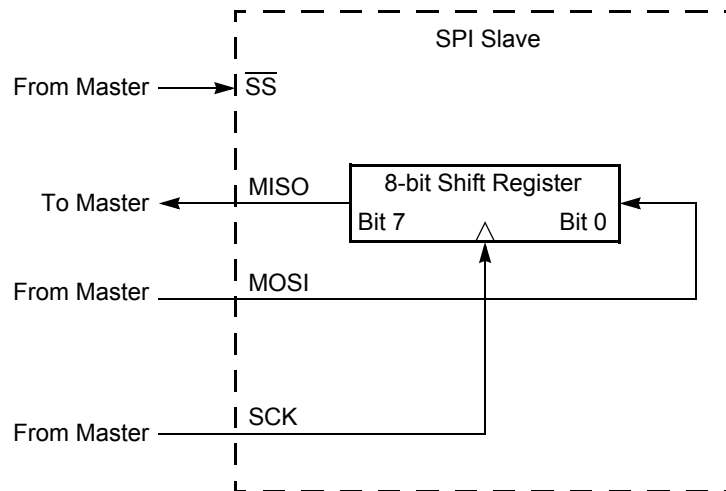 SPI Slave
From Master
S̅S̅
To Master
MISO
8-bit Shift Register
Bit 7
Bit 0
From Master
MOSI
From Master
SCK